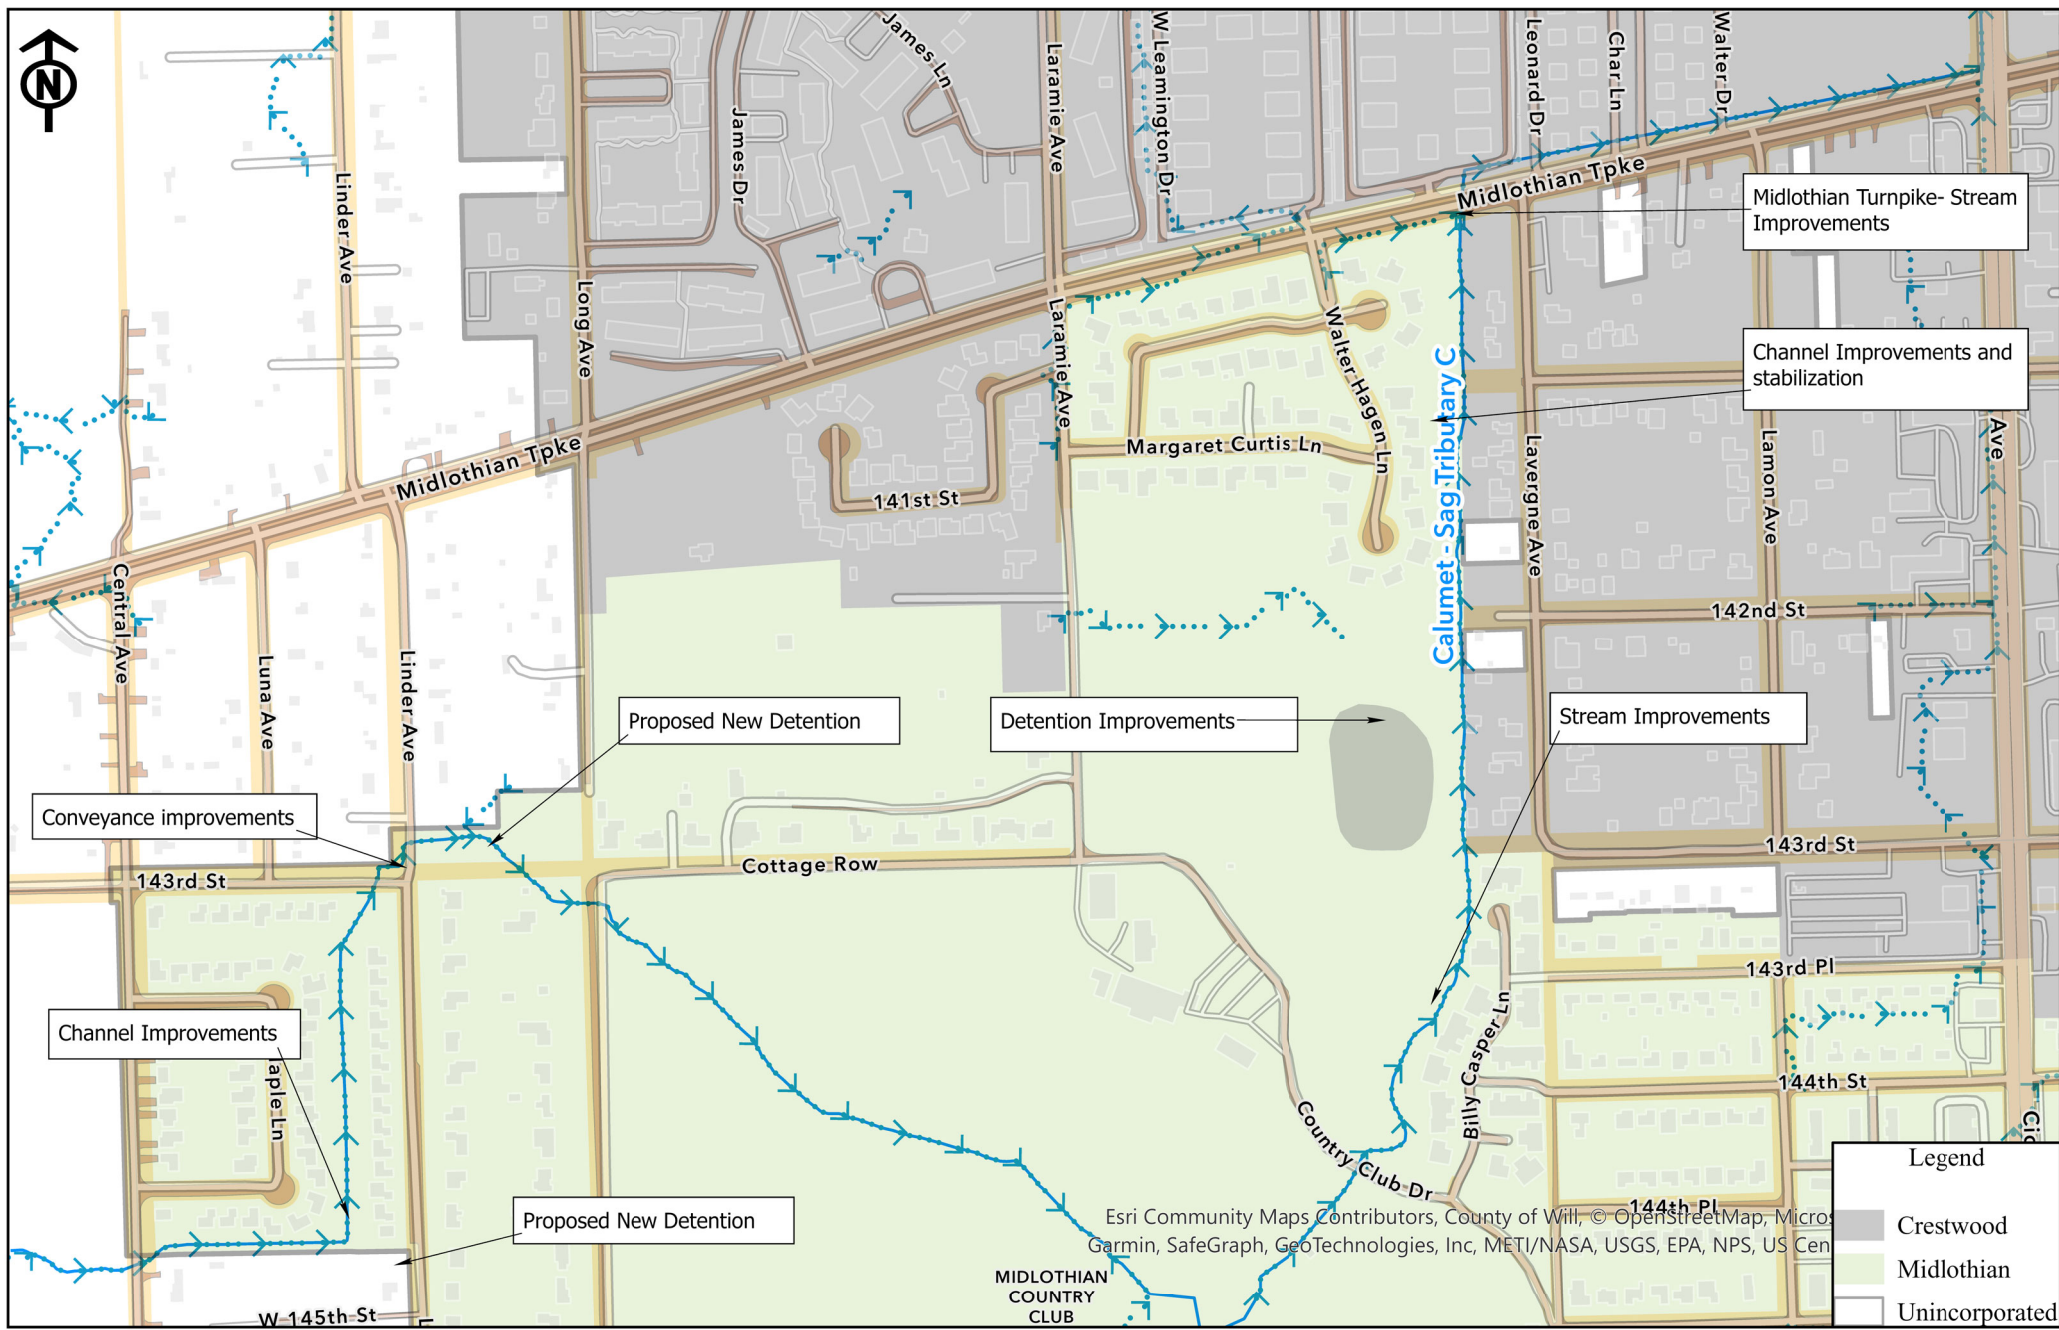 N
James Ln
Laramie Ave
W Leamington Dr
Leonard Dr
Char Ln
Walter Dr
James Dr
Linder Ave
Midlothian Tpke
Midlothian Turnpike- Stream
Improvements
Long Ave
Laramie Ave
Walter Hagen Ln
Calumet - Sag Tributary C
Channel Improvements and
stabilization
Margaret Curtis Ln
Midlothian Tpke
141st St
Lavergne Ave
Lamon Ave
Ave
Central Ave
Luna Ave
Linder Ave
142nd St
Proposed New Detention
Detention Improvements
Stream Improvements
Conveyance improvements
143rd St
Cottage Row
143rd St
143rd Pl
Channel Improvements
aple Ln
Billy Casper Ln
144th St
Country Club Dr
Cic
Proposed New Detention
144th Pl
Esri Community Maps Contributors, County of Will, © OpenStreetMap, Micros
Garmin, SafeGraph, GeoTechnologies, Inc, METI/NASA, USGS, EPA, NPS, US Cen
MIDLOTHIAN
COUNTRY
CLUB
W 145th St
L
Legend
Crestwood
Midlothian
Unincorporated